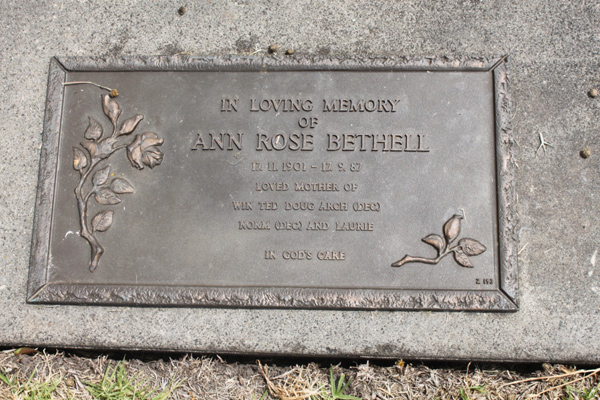 IN LOVING MEMORY
OF
ANN ROSE BETHELL
12. 11. 1901 - 12. 9. 87
LOVED MOTHER OF
WIN TED DOUG ARCH (DEC)
NORM (DEC) AND LAURIE
IN GOD'S CARE